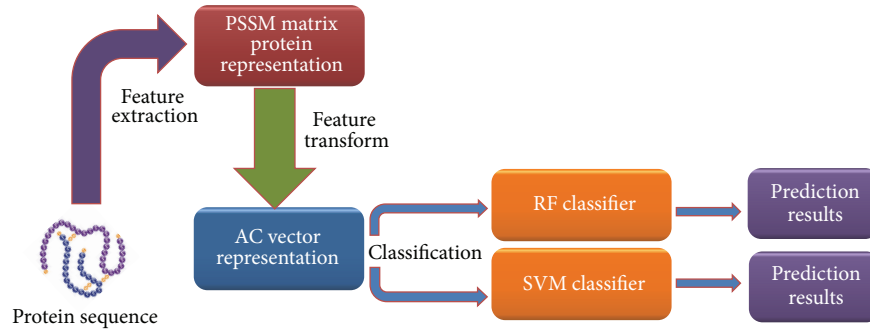 PSSM matrix
protein
representation
Feature
extraction
Feature
transform
AC vector
representation
Classification
RF classifier
Prediction
results
SVM classifier
Prediction
results
Protein sequence